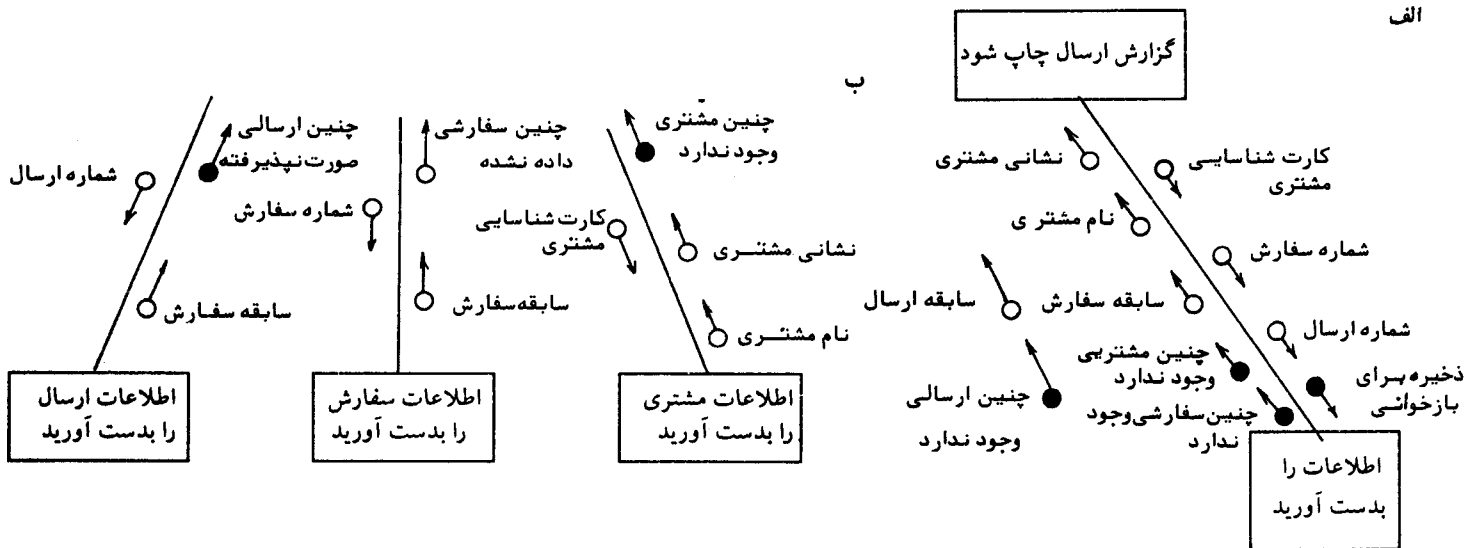 الف
گزارش ارسال چاپ شود
کارت شناسایی
مشتری
نشانی مشتری
نام مشتری
شماره سفارش
سابقه سفارش
سابقه ارسال
شماره ارسال
چنین مشتریی
وجود ندارد
ذخیره برای
بازخوانی
چنین ارسالی
وجود ندارد
چنین سفارشی وجود
ندارد
اطلاعات را
بدست آورید
ب
چنین مشتری
وجود ندارد
کارت شناسایی
مشتری
نشانی مشتری
نام مشتری
اطلاعات مشتری
را بدست آورید
چنین سفارشی
داده نشده
شماره سفارش
سابقه سفارش
اطلاعات سفارش
را بدست آورید
چنین ارسالی
صورت نپذیرفته
شماره ارسال
سابقه سفارش
اطلاعات ارسال
را بدست آورید